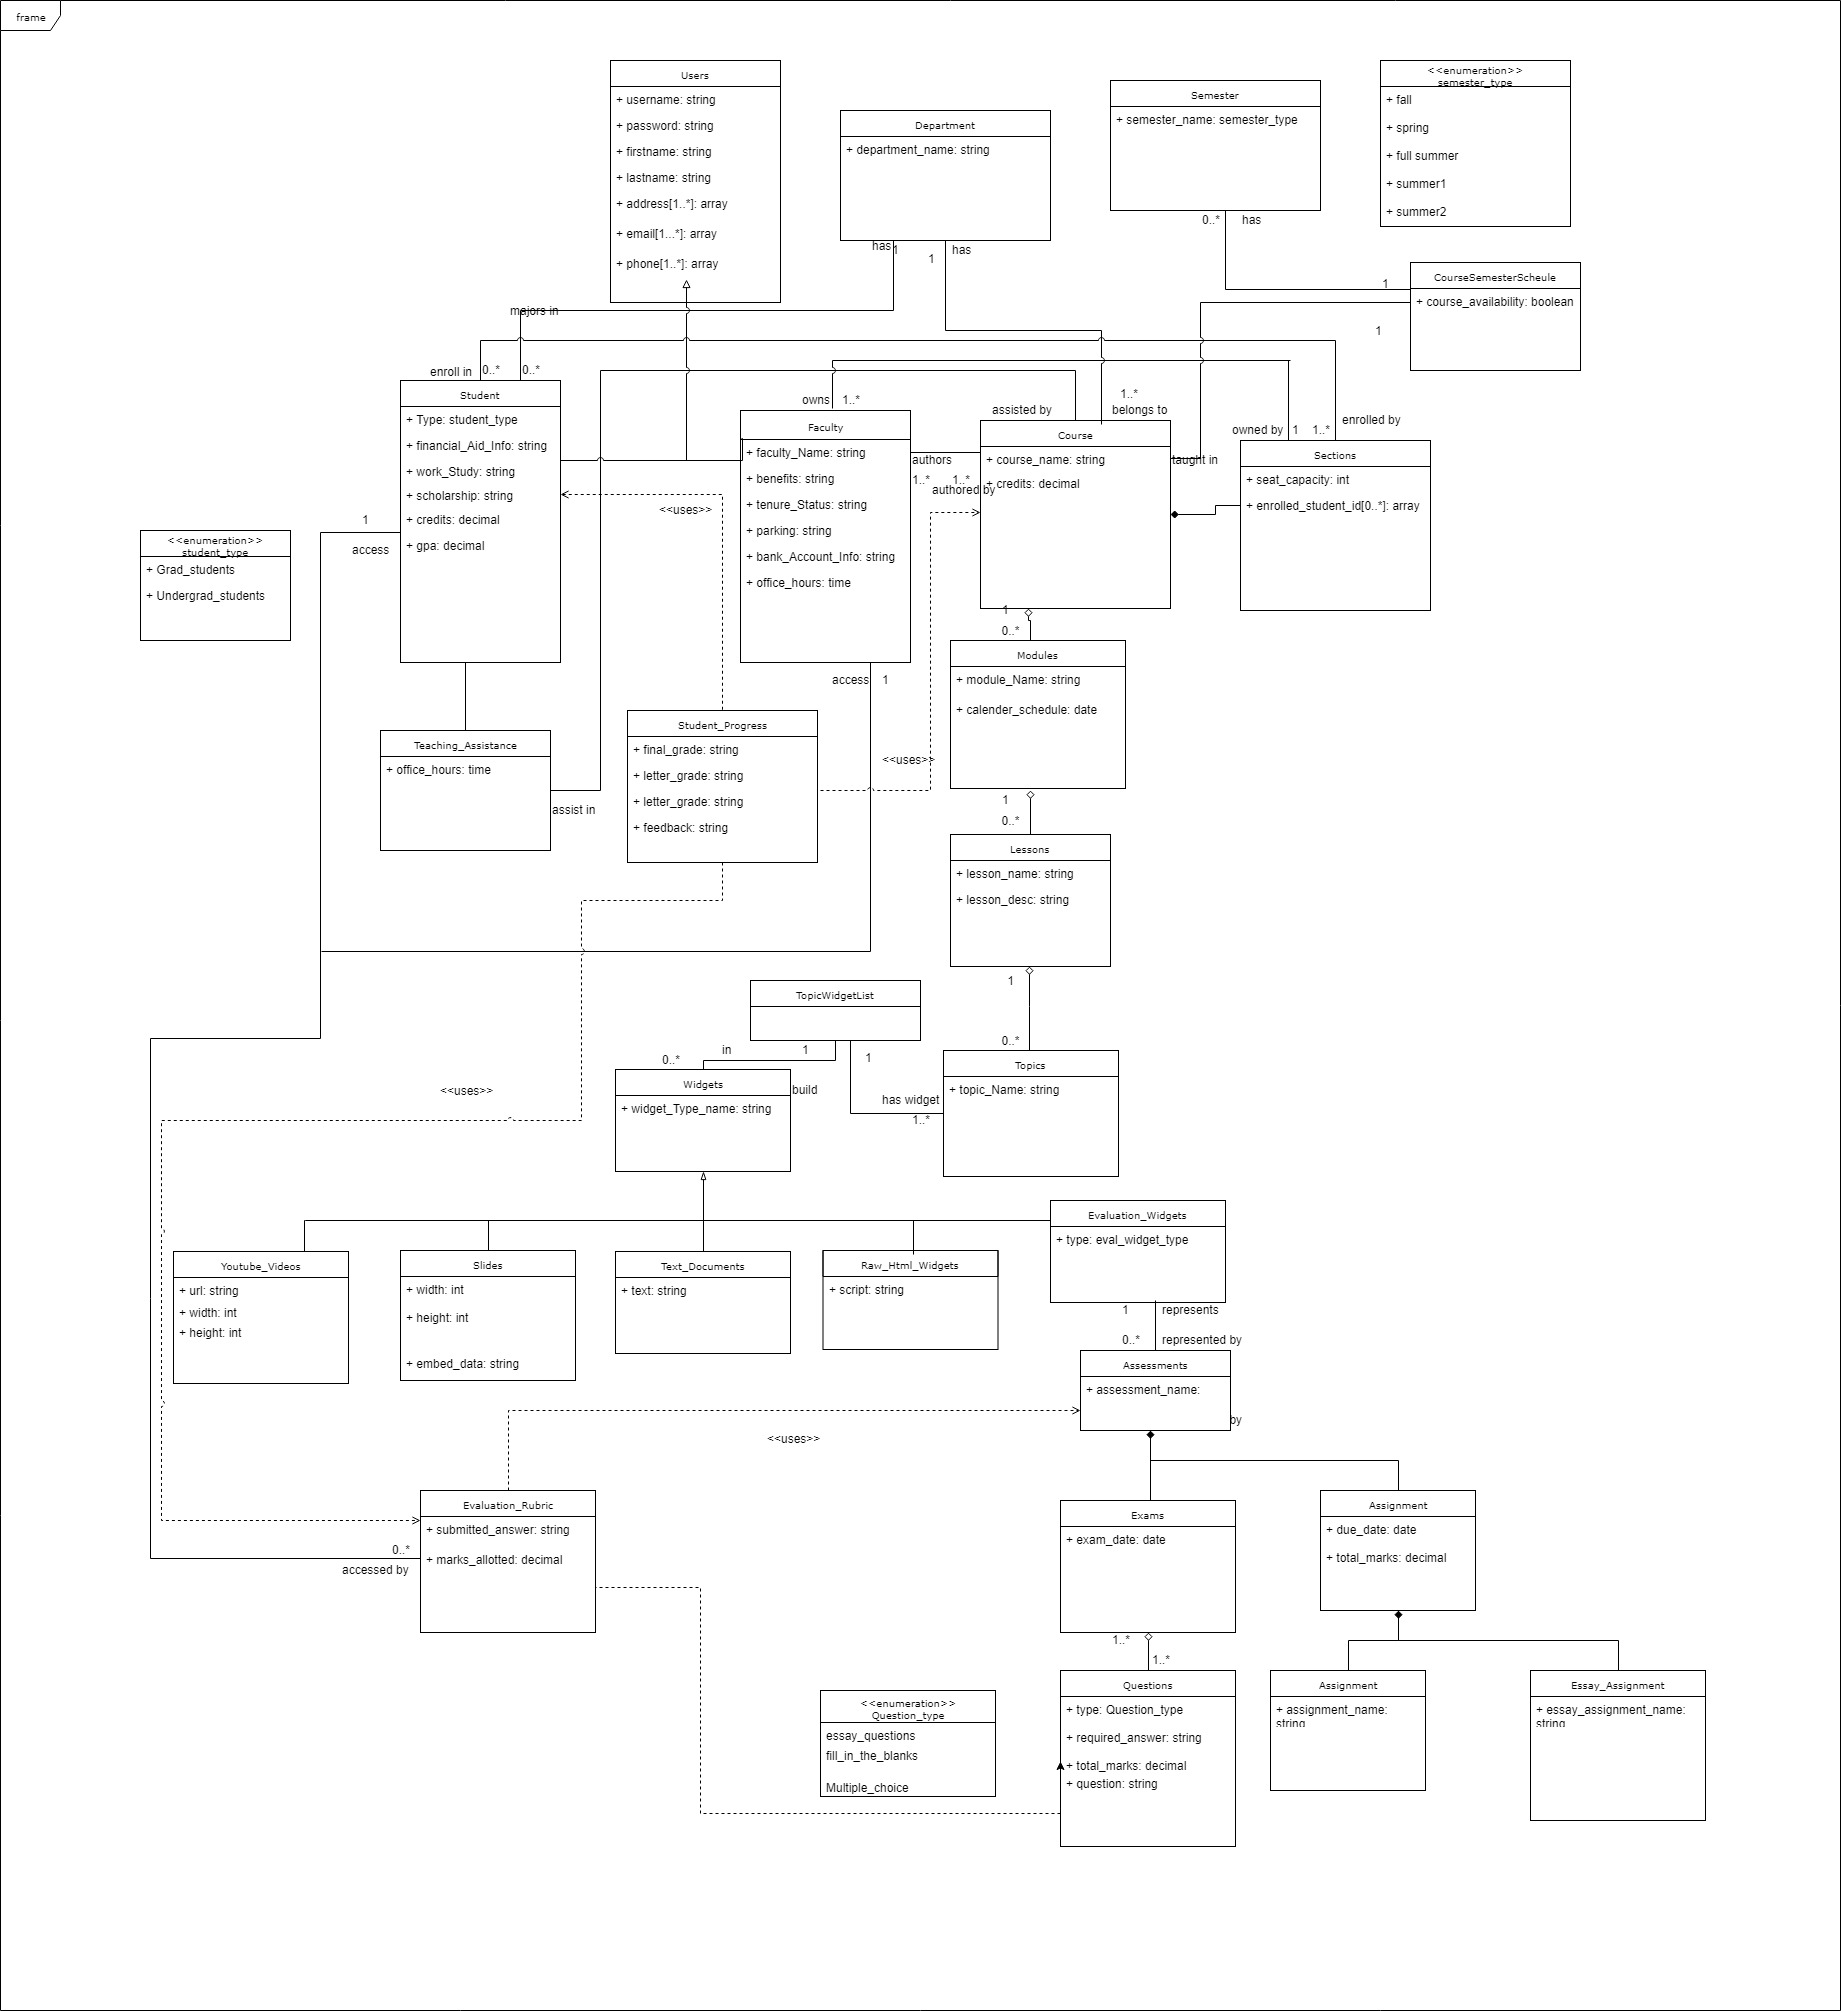 frame
Users
+ username: string
+ password: string
+ firstname: string
+ lastname: string
+ address[1..*]: array
+ email[1...*]: array
+ phone[1..*]: array
Department
+ department_name: string
has
1
has
1
Semester
+ semester_name: semester_type
0..*
has
<<enumeration>>
semester_type
+ fall
+ spring
+ full summer
+ summer1
+ summer2
CourseSemesterScheule
+ course_availability: boolean
1
1
majors in
enroll in
0..*
0..*
Student
+ Type: student_type
+ financial_Aid_Info: string
+ work_Study: string
+ scholarship: string
+ credits: decimal
+ gpa: decimal
1
access
<<enumeration>>
student_type
+ Grad_students
+ Undergrad_students
owns
1..*
Faculty
+ faculty_Name: string
+ benefits: string
+ tenure_Status: string
+ parking: string
+ bank_Account_Info: string
+ office_hours: time
authors
1..*
1..*
authored by
assisted by
1..*
belongs to
Course
+ course_name: string
+ credits: decimal
taught in
owned by
1
1..*
enrolled by
Sections
+ seat_capacity: int
+ enrolled_student_id[0..*]: array
<<uses>>
1
0..*
Modules
+ module_Name: string
+ calender_schedule: date
access
1
<<uses>>
Teaching_Assistance
+ office_hours: time
assist in
Student_Progress
+ final_grade: string
+ letter_grade: string
+ letter_grade: string
+ feedback: string
1
0..*
Lessons
+ lesson_name: string
+ lesson_desc: string
1
0..*
TopicWidgetList
in
1
1
0..*
Widgets
+ widget_Type_name: string
build
has widget
1..*
Topics
+ topic_Name: string
<<uses>>
Evaluation_Widgets
+ type: eval_widget_type
Youtube_Videos
+ url: string
+ width: int
+ height: int
Slides
+ width: int
+ height: int
+ embed_data: string
Text_Documents
+ text: string
Raw_Html_Widgets
+ script: string
1
represents
0..*
represented by
Assessments
+ assessment_name:
by
<<uses>>
Evaluation_Rubric
+ submitted_answer: string
+ marks_allotted: decimal
0..*
accessed by
Exams
+ exam_date: date
Assignment
+ due_date: date
+ total_marks: decimal
1..*
1..*
<<enumeration>>
Question_type
essay_questions
fill_in_the_blanks
Multiple_choice
Questions
+ type: Question_type
+ required_answer: string
+ total_marks: decimal
+ question: string
Assignment
+ assignment_name:
string
Essay_Assignment
+ essay_assignment_name:
string